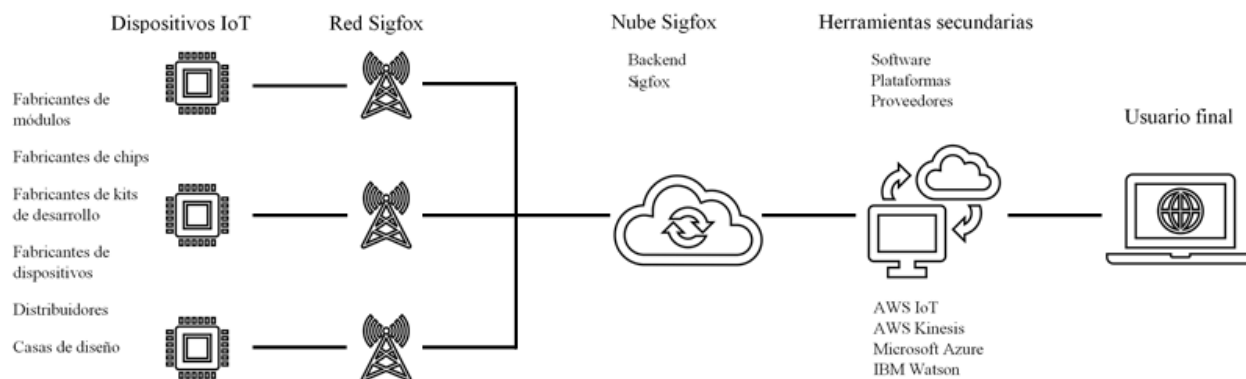 Dispositivos IoT
Red Sigfox
Nube Sigfox
Herramientas secundarias
Backend
Sigfox
Software
Plataformas
Proveedores
Usuario final
Fabricantes de
módulos
Fabricantes de chips
Fabricantes de kits
de desarrollo
Fabricantes de
dispositivos
Distribuidores
Casas de diseño
AWS IoT
AWS Kinesis
Microsoft Azure
IBM Watson